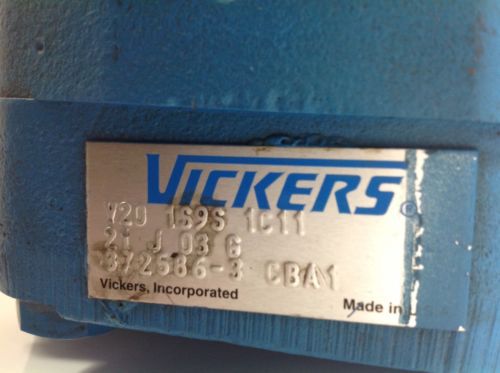 VICKERS
V20 1S9S 1C11
21 J 03 G
372586-3 CBA1
Vickers, Incorporated
Made in